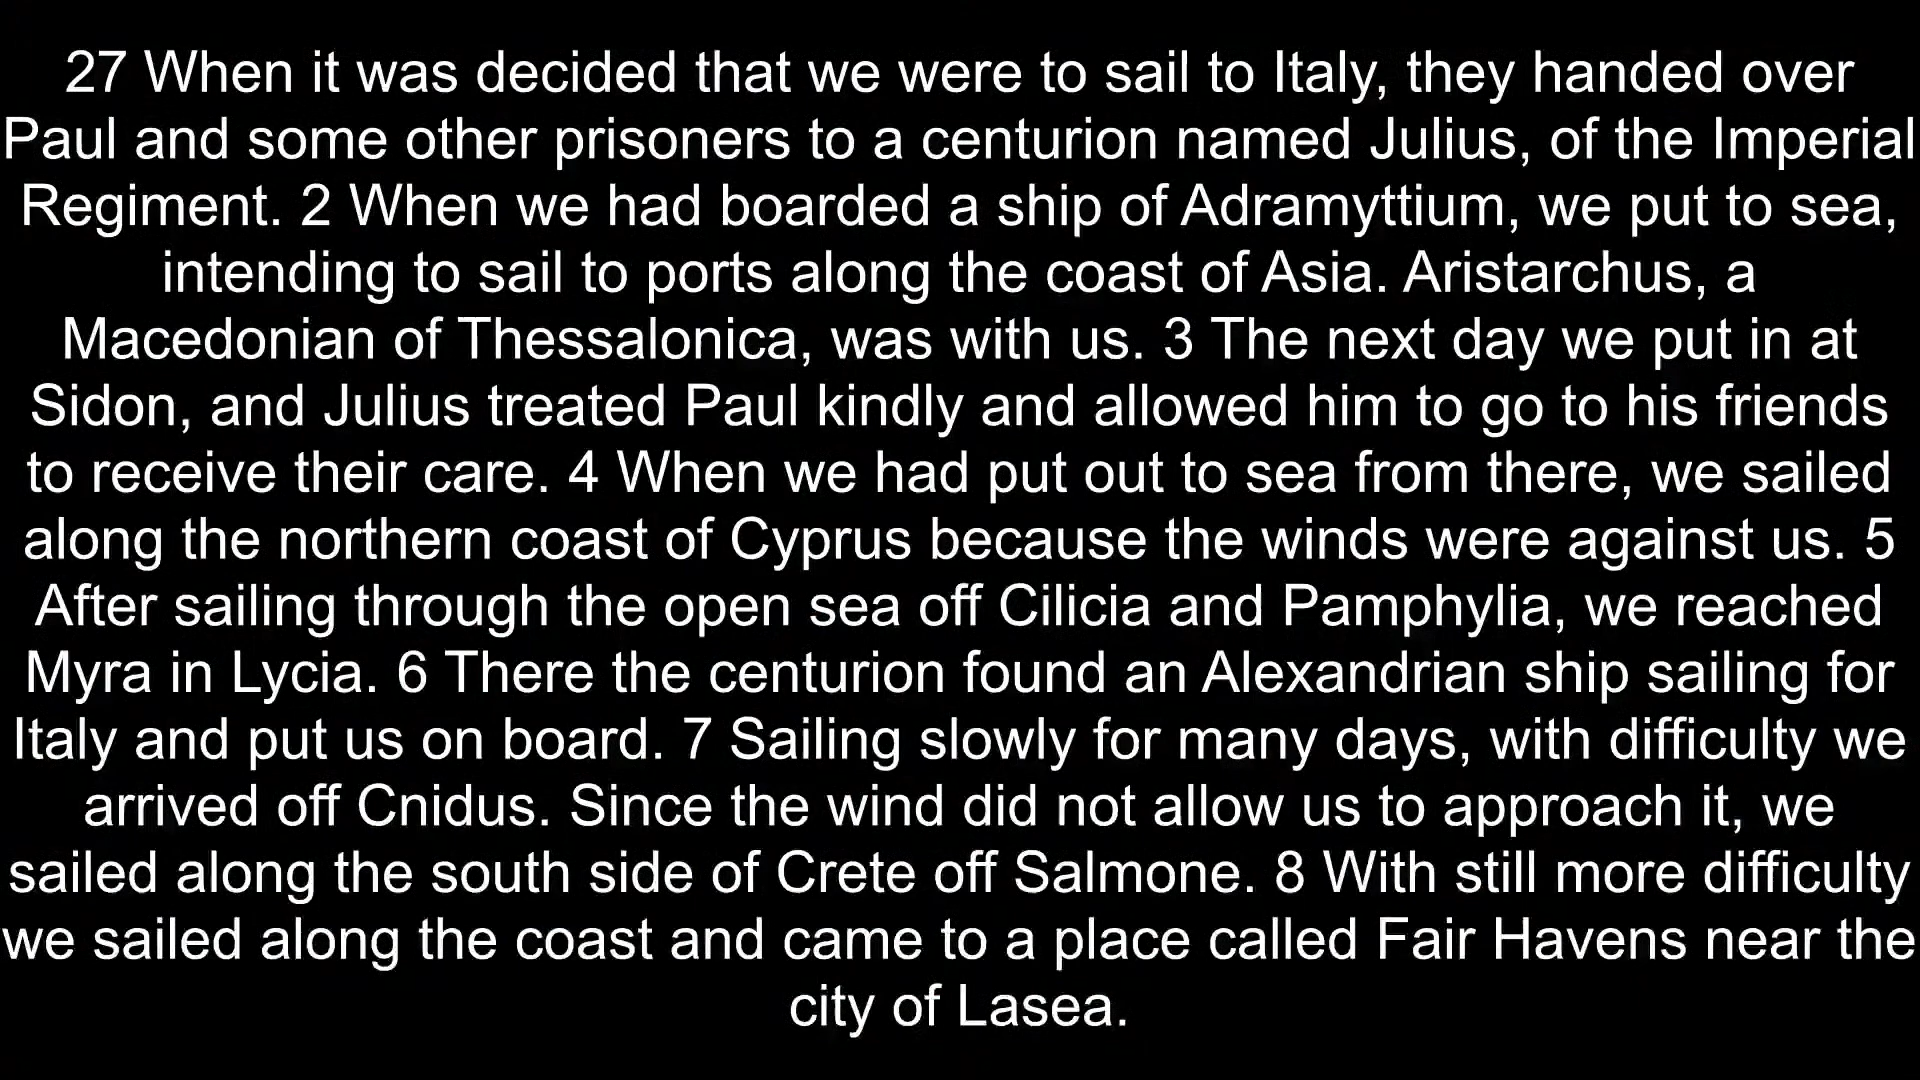 27 When it was decided that we were to sail to Italy, they handed over
Paul and some other prisoners to a centurion named Julius, of the Imperial
Regiment. 2 When we had boarded a ship of Adramyttium, we put to sea,
intending to sail to ports along the coast of Asia. Aristarchus, a
Macedonian of Thessalonica, was with us. 3 The next day we put in at
Sidon, and Julius treated Paul kindly and allowed him to go to his friends
to receive their care. 4 When we had put out to sea from there, we sailed
along the northern coast of Cyprus because the winds were against us. 5
After sailing through the open sea off Cilicia and Pamphylia, we reached
Myra in Lycia. 6 There the centurion found an Alexandrian ship sailing for
Italy and put us on board. 7 Sailing slowly for many days, with difficulty we
arrived off Cnidus. Since the wind did not allow us to approach it, we
sailed along the south side of Crete off Salmone. 8 With still more difficulty
we sailed along the coast and came to a place called Fair Havens near the
city of Lasea.